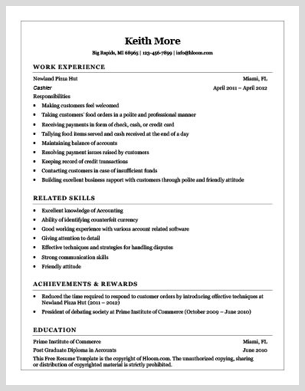 Keith More
Big Rapids, MI 68963 | 123-456-7899 | info@hloom.com
WORK EXPERIENCE
Newland Pizza Hut Miami, FL
Cashier April 2011 – April 2012
Responsibilities
• Making customers feel welcomed
• Taking customers' food orders in a polite and professional manner
• Receiving payments in form of check, cash, or credit card
• Tallying food items served and cash received at the end of a day
• Maintaining balance of accounts
• Resolving payment issues raised by customers
• Keeping record of credit transactions
• Contacting customers in case of insufficient funds
• Building excellent business rapport with customers through polite and friendly attitude
RELATED SKILLS
• Excellent knowledge of Accounting
• Ability of identifying counterfeit currency
• Good working experience with various account related software
• Giving attention to detail
• Effective techniques and strategies for handling disputes
• Strong communication skills
• Friendly attitude
ACHIEVEMENTS & REWARDS
• Reduced the time required to respond to customer orders by introducing effective techniques at
Newland Pizza Hut (2011)
• President of debating society at Prime Institute of Commerce (October 2009 – June 2010)
EDUCATION
Prime Institute of Commerce Miami, FL
Post Graduate Diploma in Accounts June 2010
This Free Resume Template is the copyright of Hloom.com. The unauthorized copying, sharing
or distribution of copyrighted material is strictly prohibited.